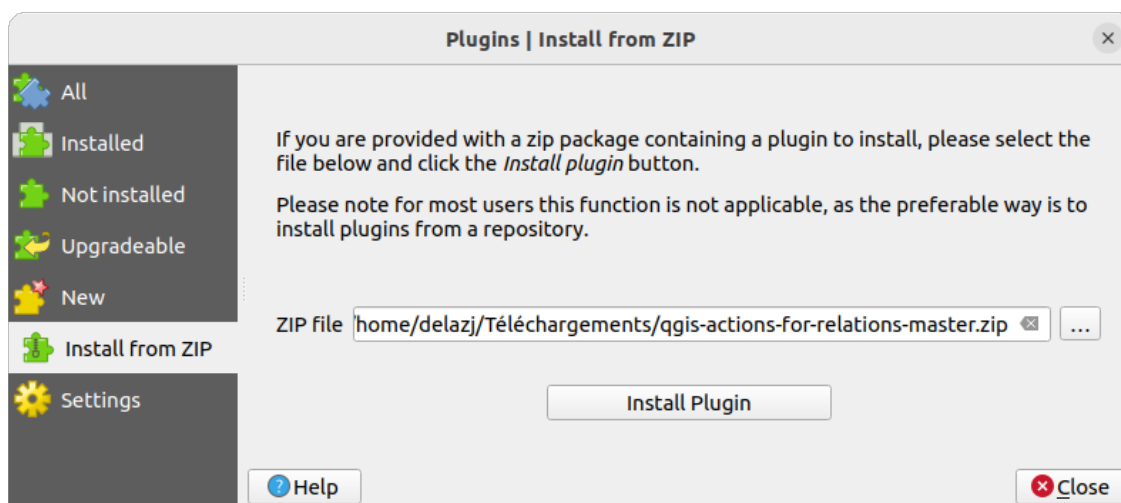 Plugins | Install from ZIP
All
Installed
Not installed
Upgradeable
New
Install from ZIP
Settings
If you are provided with a zip package containing a plugin to install, please select the
file below and click the Install plugin button.
Please note for most users this function is not applicable, as the preferable way is to
install plugins from a repository.
ZIP file /home/delazj/Téléchargements/qgis-actions-for-relations-master.zip ...
Install Plugin
Help
Close